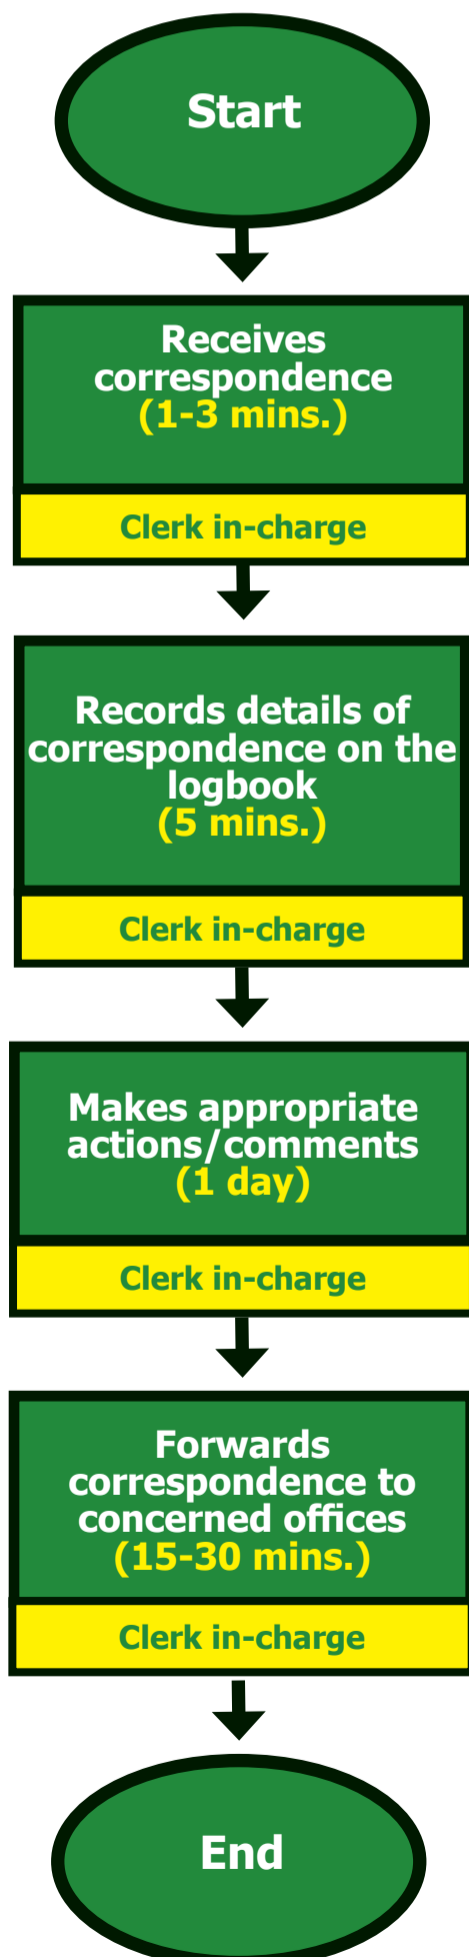 Start
Receives
correspondence
(1-3 mins.)
Clerk in-charge
Records details of
correspondence on the
logbook
(5 mins.)
Clerk in-charge
Makes appropriate
actions/comments
(1 day)
Clerk in-charge
Forwards
correspondence to
concerned offices
(15-30 mins.)
Clerk in-charge
End